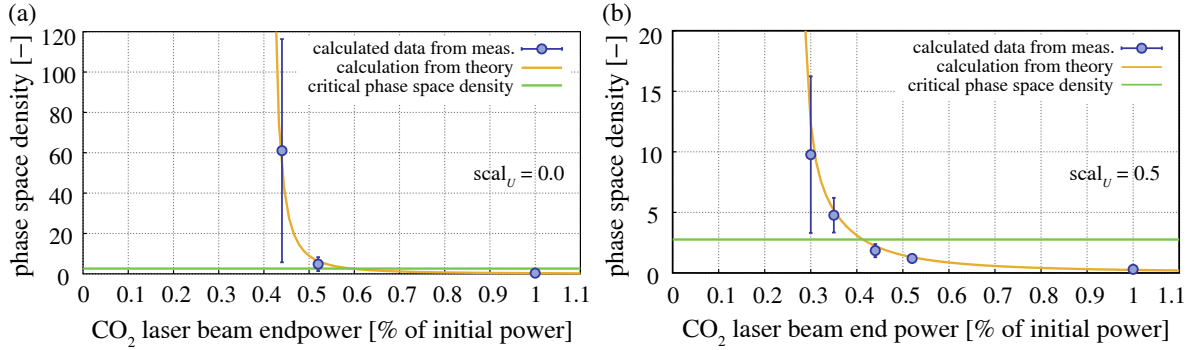 (a)
phase space density [–]
120
100
80
60
40
20
0
calculated data from meas.
calculation from theory
critical phase space density
scal_U = 0.0
0 0.1 0.2 0.3 0.4 0.5 0.6 0.7 0.8 0.9 1 1.1
CO₂ laser beam endpower [% of initial power]
(b)
phase space density [–]
20
15
10
5
0
calculated data from meas.
calculation from theory
critical phase space density
scal_U = 0.5
0 0.1 0.2 0.3 0.4 0.5 0.6 0.7 0.8 0.9 1 1.1
CO₂ laser beam end power [% of initial power]